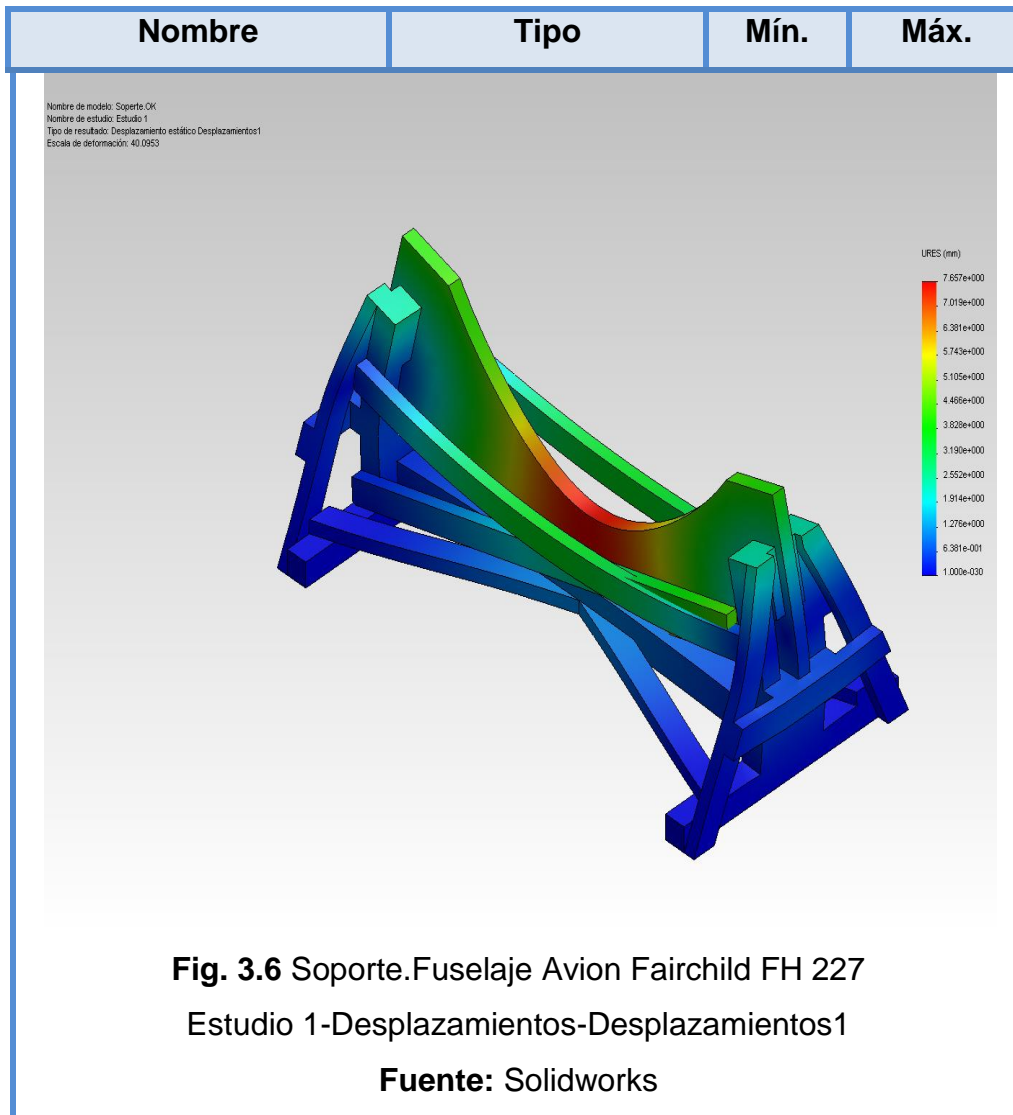 Nombre Tipo Mín. Máx.
Nombre de modelo: Soperte.OK
Nombre de estudio: Estudio 1
Tipo de resultado: Desplazamiento estático Desplazamientos1
Escala de deformación: 40.0953
URES (mm)
7.657e+000
7.019e+000
6.381e+000
5.743e+000
5.105e+000
4.466e+000
3.828e+000
3.190e+000
2.552e+000
1.914e+000
1.276e+000
6.381e-001
1.000e-030
Fig. 3.6 Soporte.Fuselaje Avion Fairchild FH 227
Estudio 1-Desplazamientos-Desplazamientos1
Fuente: Solidworks